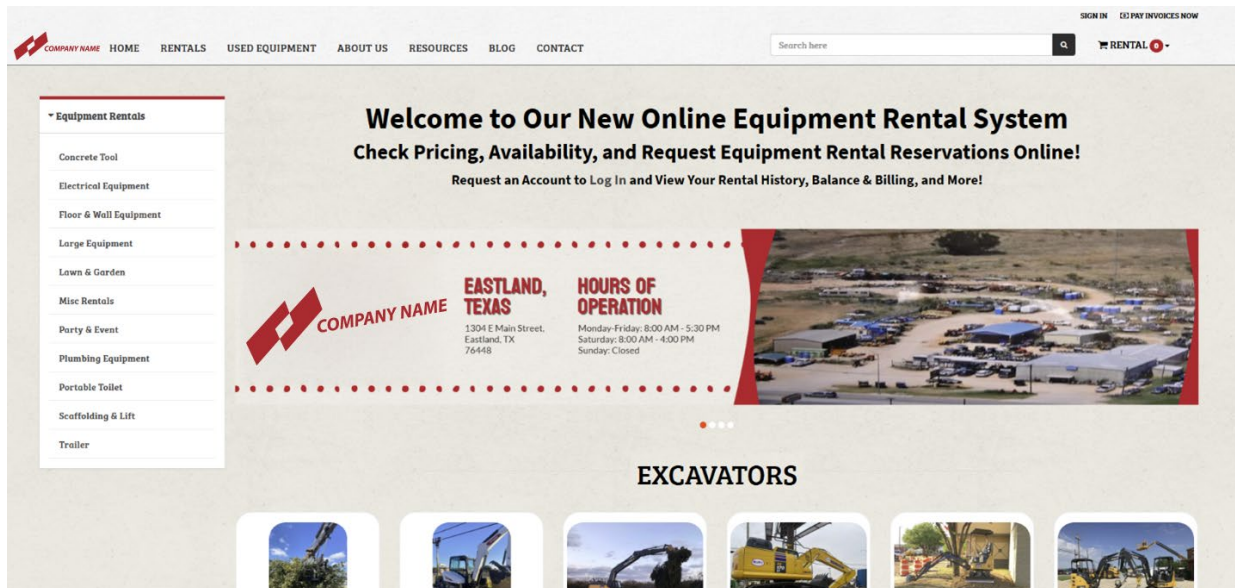 SIGN IN PAY INVOICES NOW
COMPANY NAME HOME RENTALS USED EQUIPMENT ABOUT US RESOURCES BLOG CONTACT Search here RENTAL 0
Equipment Rentals
Concrete Tool
Electrical Equipment
Floor & Wall Equipment
Large Equipment
Lawn & Garden
Misc Rentals
Party & Event
Plumbing Equipment
Portable Toilet
Scaffolding & Lift
Trailer
Welcome to Our New Online Equipment Rental System
Check Pricing, Availability, and Request Equipment Rental Reservations Online!
Request an Account to Log In and View Your Rental History, Balance & Billing, and More!
COMPANY NAME
EASTLAND,
TEXAS
1304 E Main Street,
Eastland, TX
76448
HOURS OF
OPERATION
Monday-Friday: 8:00 AM - 5:30 PM
Saturday: 8:00 AM - 4:00 PM
Sunday: Closed
EXCAVATORS